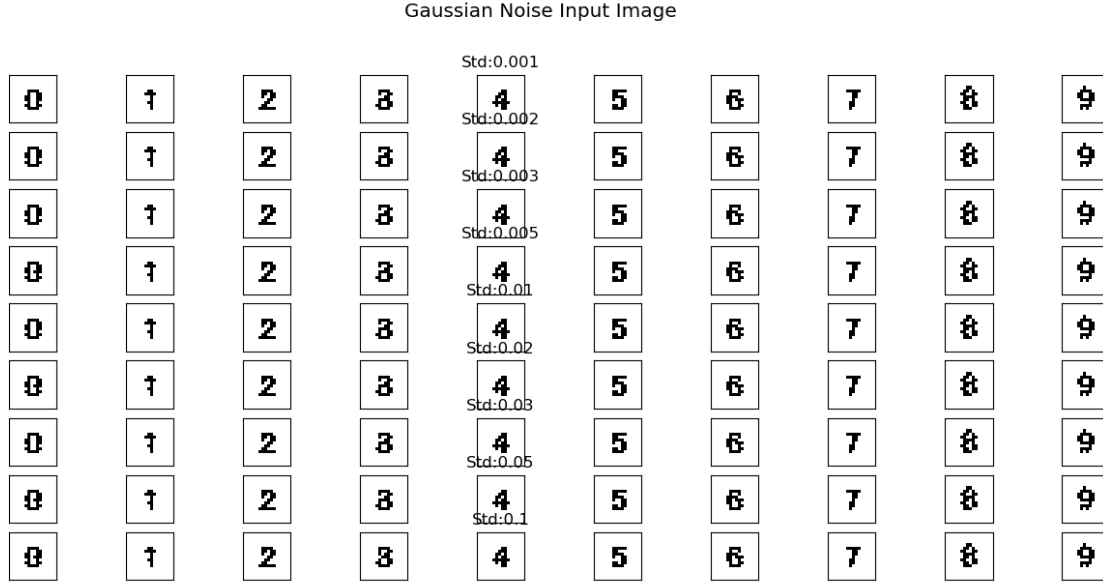 Gaussian Noise Input Image
Std:0.001
0 1 2 3 4 5 6 7 8 9
Std:0.002
0 1 2 3 4 5 6 7 8 9
Std:0.003
0 1 2 3 4 5 6 7 8 9
Std:0.005
0 1 2 3 4 5 6 7 8 9
Std:0.01
0 1 2 3 4 5 6 7 8 9
Std:0.02
0 1 2 3 4 5 6 7 8 9
Std:0.03
0 1 2 3 4 5 6 7 8 9
Std:0.05
0 1 2 3 4 5 6 7 8 9
Std:0.1
0 1 2 3 4 5 6 7 8 9